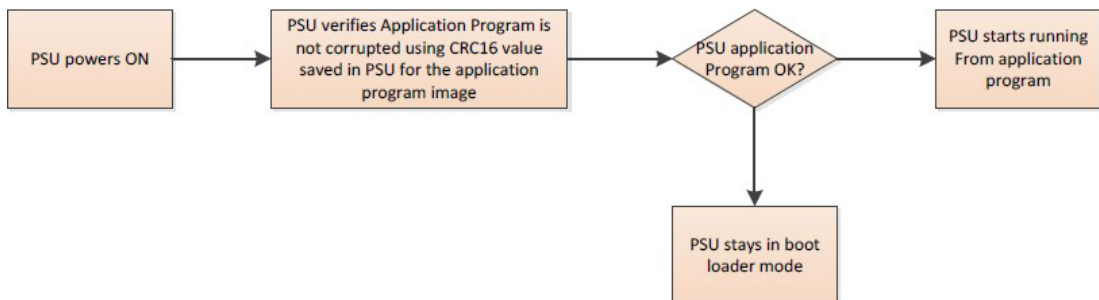 PSU powers ON
PSU verifies Application Program is
not corrupted using CRC16 value
saved in PSU for the application
program image
PSU application
Program OK?
PSU starts running
From application
program
PSU stays in boot
loader mode